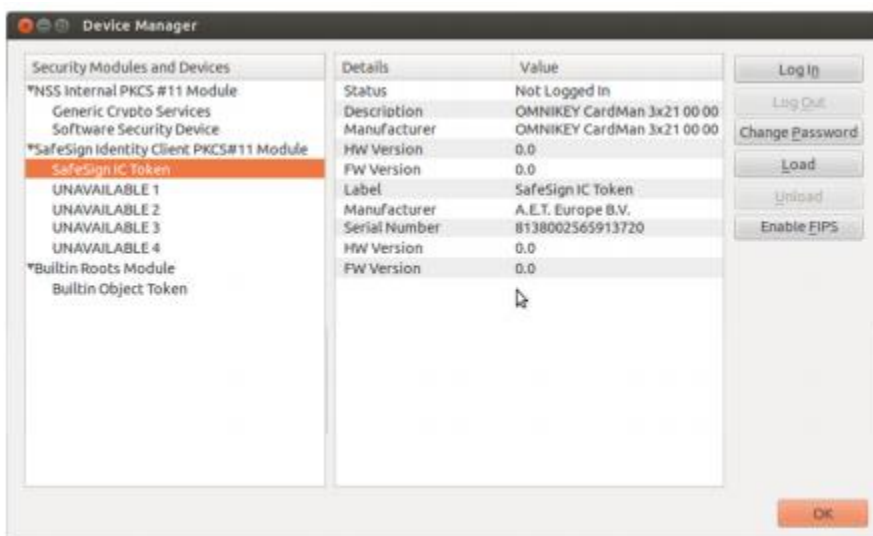 Device Manager
Security Modules and Devices
NSS Internal PKCS #11 Module
Generic Crypto Services
Software Security Device
SafeSign Identity Client PKCS#11 Module
SafeSign IC Token
UNAVAILABLE 1
UNAVAILABLE 2
UNAVAILABLE 3
UNAVAILABLE 4
Builtin Roots Module
Builtin Object Token
Details Value
Status Not Logged In
Description OMNIKEY CardMan 3x21 00 00
Manufacturer OMNIKEY CardMan 3x21 00 00
HW Version 0.0
FW Version 0.0
Label SafeSign IC Token
Manufacturer A.E.T. Europe B.V.
Serial Number 8138002565913720
HW Version 0.0
FW Version 0.0
Log In
Log Out
Change Password
Load
Unload
Enable FIPS
OK